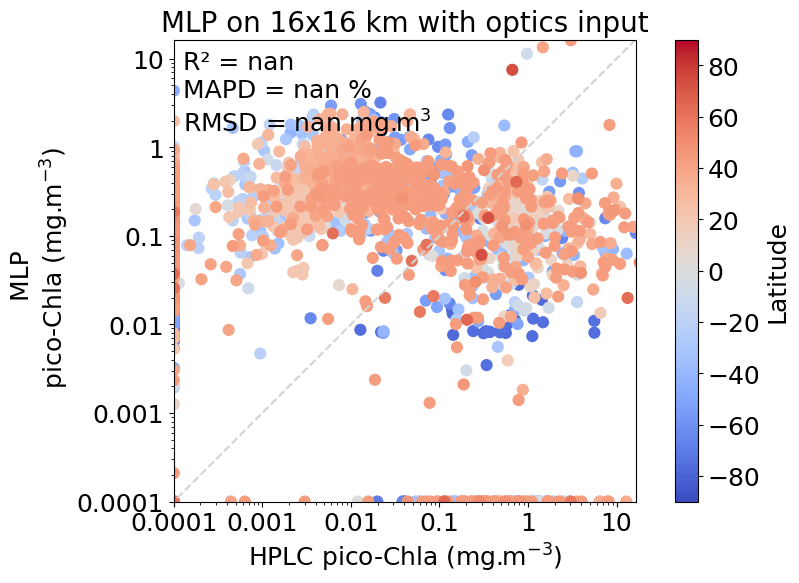 MLP on 16x16 km with optics input
R² = nan
MAPD = nan %
RMSD = nan mg.m³
MLP
pico-Chla (mg.m⁻³)
10
1
0.1
0.01
0.001
0.0001
0.0001 0.001 0.01 0.1 1 10
HPLC pico-Chla (mg.m⁻³)
80
60
40
20
0
−20
−40
−60
−80
Latitude